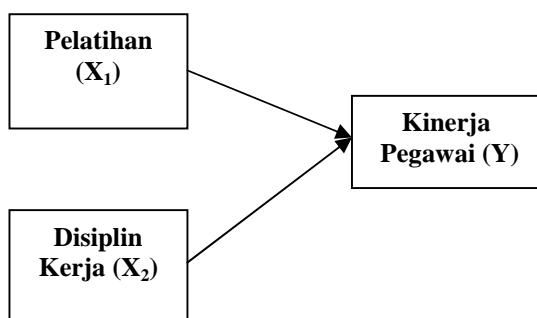 Pelatihan
(X₁)
Kinerja
Pegawai (Y)
Disiplin
Kerja (X₂)